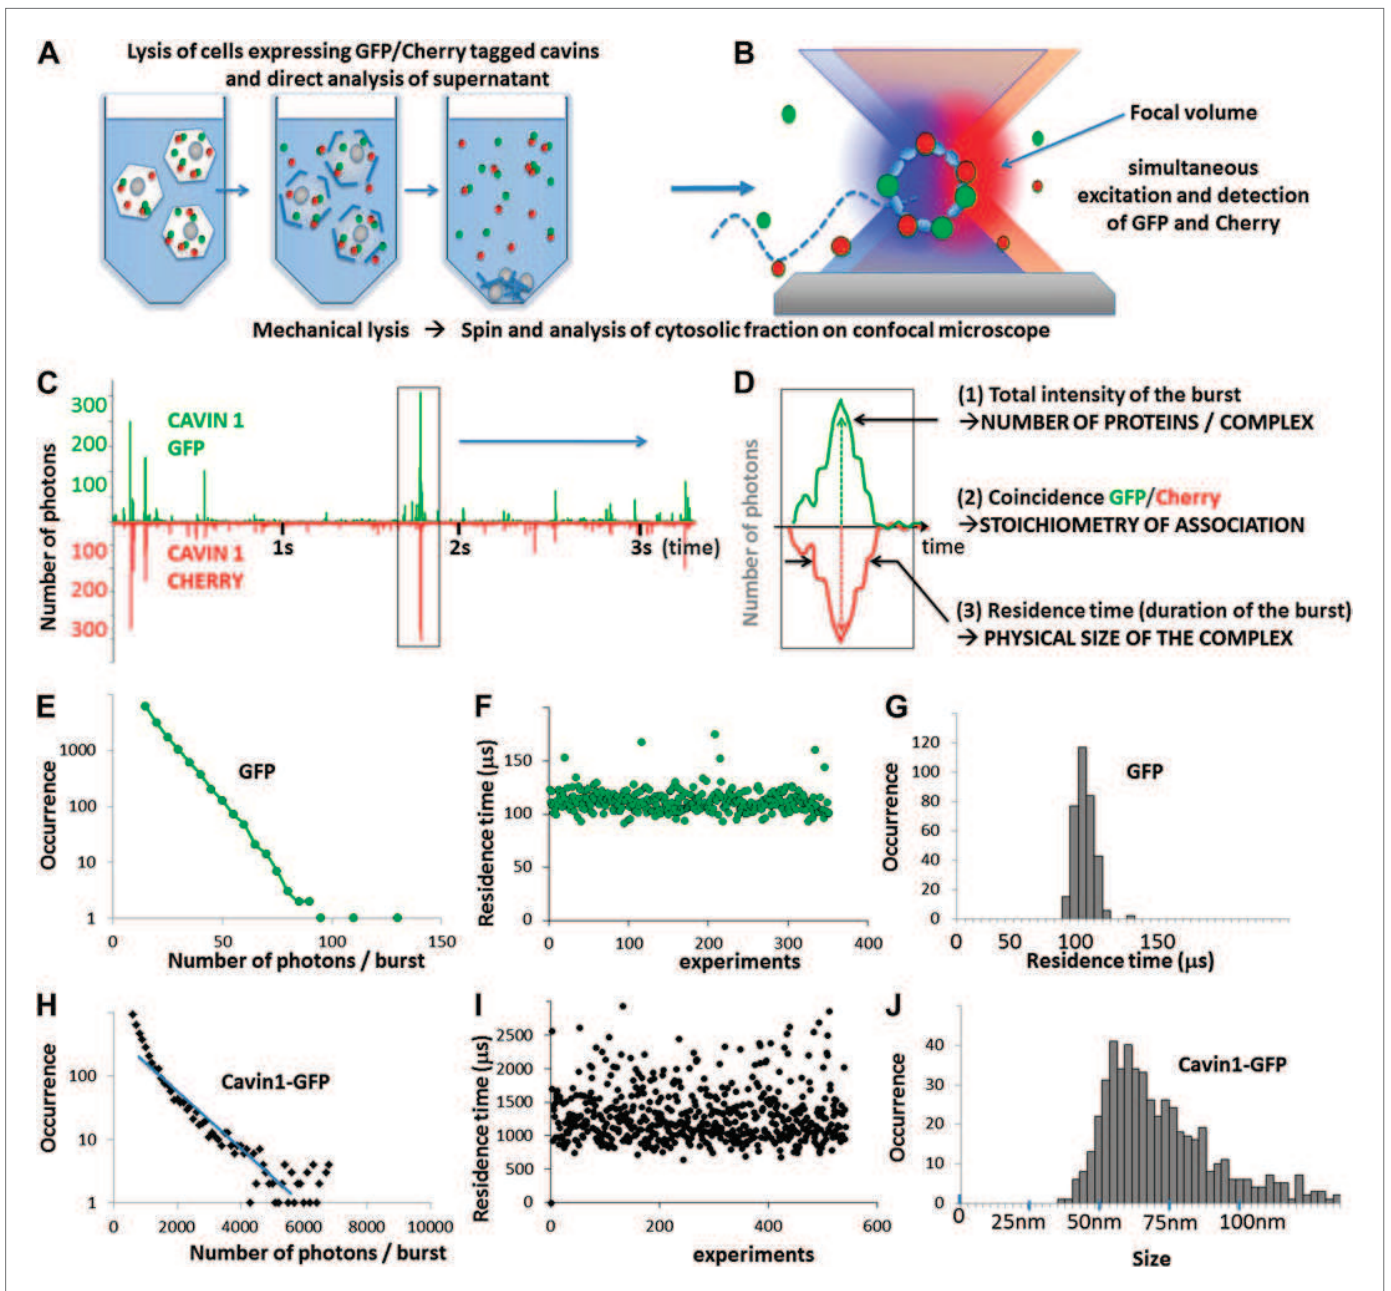 A
Lysis of cells expressing GFP/Cherry tagged cavins
and direct analysis of supernatant
Mechanical lysis → Spin and analysis of cytosolic fraction on confocal microscope
B
Focal volume
simultaneous
excitation and detection
of GFP and Cherry
C
Number of photons
300
200
100
100
200
300
CAVIN 1
GFP
CAVIN 1
CHERRY
1s
2s
3s
(time)
D
Number of photons
time
(1) Total intensity of the burst
→NUMBER OF PROTEINS / COMPLEX
(2) Coincidence GFP/Cherry
→STOICHIOMETRY OF ASSOCIATION
(3) Residence time (duration of the burst)
→ PHYSICAL SIZE OF THE COMPLEX
E
Occurrence
1000
100
10
1
GFP
0 50 100 150
Number of photons / burst
F
Residence time (µs)
150
100
50
0
0 100 200 300 400
experiments
G
Occurrence
120
100
80
60
40
20
0
GFP
0 50 100 150
Residence time (µs)
H
Occurrence
100
10
1
Cavin1-GFP
0 2000 4000 6000 8000 10000
Number of photons / burst
I
Residence time (µs)
2500
2000
1500
1000
500
0
0 200 400 600
experiments
J
Occurrence
40
30
20
10
0
Cavin1-GFP
0 25nm 50nm 75nm 100nm
Size